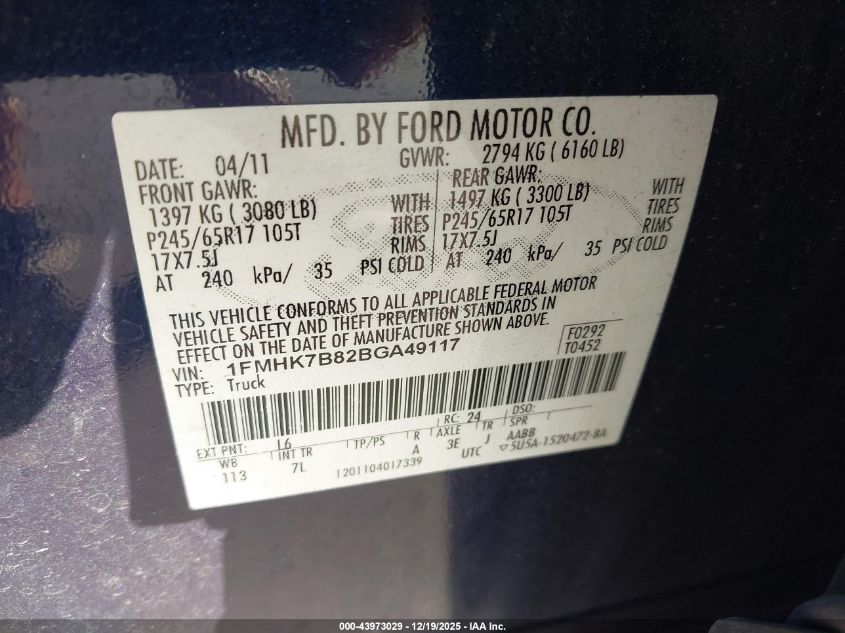 MFD. BY FORD MOTOR CO.
DATE: 04/11 GVWR: 2794 KG ( 6160 LB)
FRONT GAWR: REAR GAWR:
1397 KG ( 3080 LB) WITH 1497 KG ( 3300 LB) WITH
P245/65R17 105T TIRES P245/65R17 105T TIRES
17X7.5J RIMS 17X7.5J RIMS
AT 240 kPa/ 35 PSI COLD AT 240 kPa/ 35 PSI COLD
THIS VEHICLE CONFORMS TO ALL APPLICABLE FEDERAL MOTOR
VEHICLE SAFETY AND THEFT PREVENTION STANDARDS IN
EFFECT ON THE DATE OF MANUFACTURE SHOWN ABOVE.
VIN: 1FMHK7B82BGA49117 F0292
TYPE: Truck T0452
EXT PNT: L6 RC: 24 DSO:
WB INT TR TP/PS R AXLE TR SPR
113 7L A 3E J AABB
1201104017339 UTC ▽5U5A-1520472-BA
000-43973029 - 12/19/2025 - IAA Inc.